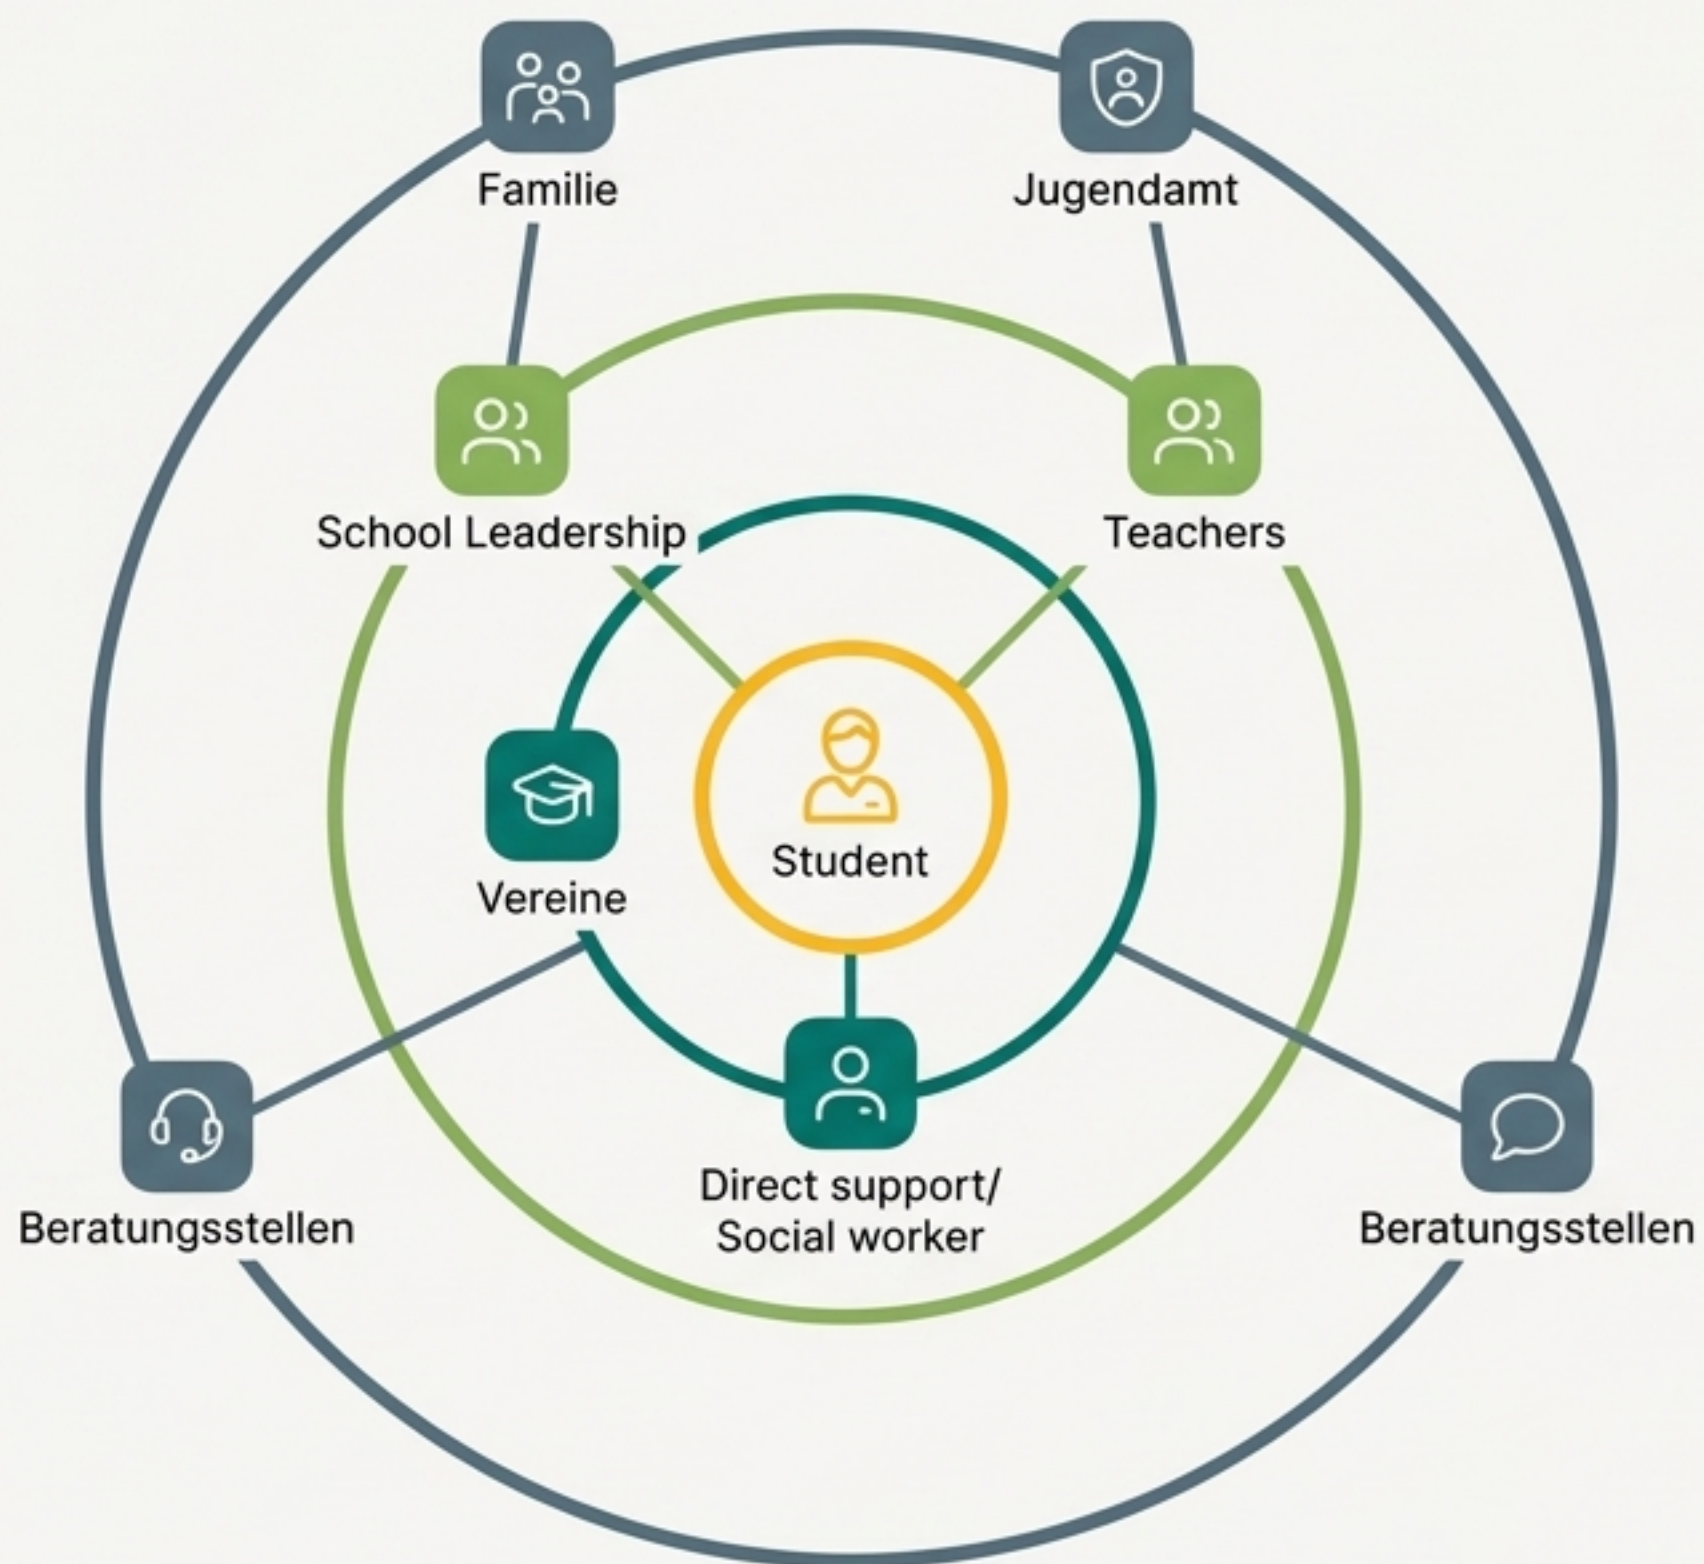 Familie
Jugendamt
School Leadership
Teachers
Student
Vereine
Direct support/
Social worker
Beratungsstellen
Beratungsstellen